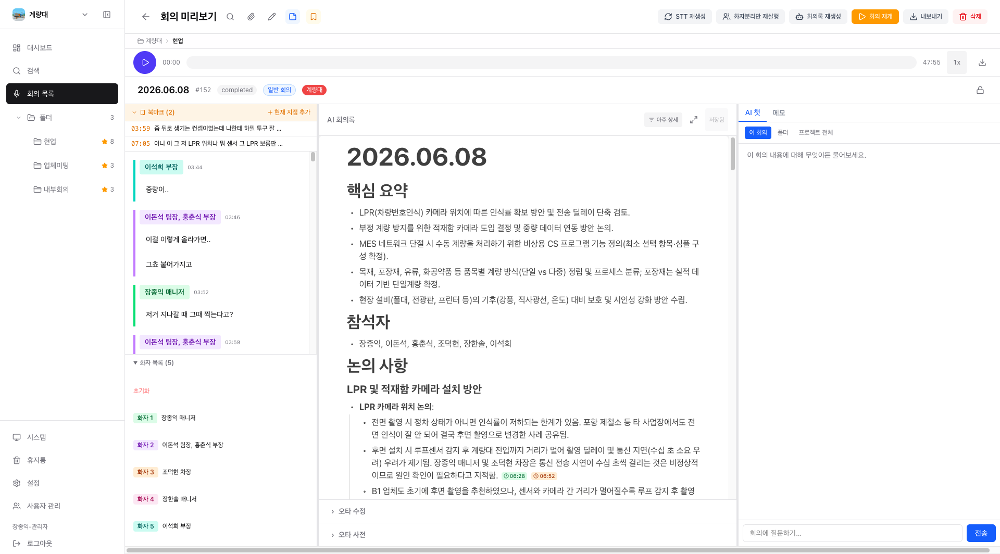 계량대
대시보드
검색
회의 목록
폴더 3
현업 8
업체미팅 3
내부회의 3
시스템
휴지통
설정
사용자 관리
장종익-관리자
로그아웃
회의 미리보기
STT 재생성
화자분리만 재실행
회의록 재생성
회의 재개
내보내기
삭제
계량대 > 현업
00:00
47:55
1x
2026.06.08 #152 completed 일반 회의 계량대
북마크 (2)
+ 현재 지점 추가
03:59 좀 뒤로 생기는 컨셉이었는데 나한테 하필 투구 잘 ...
07:05 아니 이 그 저 LPR 위치나 뭐 센서 그 LPR 보름판 ...
이석희 부장 03:44
중량이..
이돈석 팀장, 홍춘식 부장 03:46
이걸 이렇게 올라가면..
그쵸 붙어가지고
장종익 매니저 03:52
저거 지나갈 때 그때 찍는다고?
이돈석 팀장, 홍춘식 부장 03:59
▼ 화자 목록 (5)
초기화
화자 1 장종익 매니저
화자 2 이돈석 팀장, 홍춘식 부장
화자 3 조덕현 차장
화자 4 장한솔 매니저
화자 5 이석희 부장
AI 회의록
아주 상세
저장됨
2026.06.08
핵심 요약
• LPR(차량번호인식) 카메라 위치에 따른 인식률 확보 방안 및 전송 딜레이 단축 검토.
• 부정 계량 방지를 위한 적재함 카메라 도입 결정 및 중량 데이터 연동 방안 논의.
• MES 네트워크 단절 시 수동 계량을 처리하기 위한 비상용 CS 프로그램 기능 정의(최소 선택 항목·심플 구
성 확정).
• 목재, 포장재, 유류, 화공약품 등 품목별 계량 방식(단일 vs 다중) 정립 및 프로세스 분류; 포장재는 실적 데
이터 기반 단일계량 확정.
• 현장 설비(폴대, 전광판, 프린터 등)의 기후(강풍, 직사광선, 온도) 대비 보호 및 시인성 강화 방안 수립.
참석자
• 장종익, 이돈석, 홍춘식, 조덕현, 장한솔, 이석희
논의 사항
LPR 및 적재함 카메라 설치 방안
• LPR 카메라 위치 논의:
• 전면 촬영 시 정차 상태가 아니면 인식률이 저하되는 한계가 있음. 포항 제철소 등 타 사업장에서도 전
면 인식이 잘 안 되어 결국 후면 촬영으로 변경한 사례 공유됨.
• 후면 설치 시 루프센서 감지 후 계량대 진입까지 거리가 멀어 촬영 딜레이 및 통신 지연(수십 초 소요 우
려) 우려가 제기됨. 장종익 매니저 및 조덕현 차장은 통신 전송 지연이 수십 초씩 걸리는 것은 비정상적
이므로 원인 확인이 필요하다고 지적함. 06:28 06:52
• B1 업체도 초기에 후면 촬영을 추천하였으나, 센서와 카메라 간 거리가 멀어질수록 루프 감지 후 촬영
› 오타 수정
› 오타 사전
AI 챗
메모
이 회의
폴더
프로젝트 전체
이 회의 내용에 대해 무엇이든 물어보세요.
회의에 질문하기...
전송